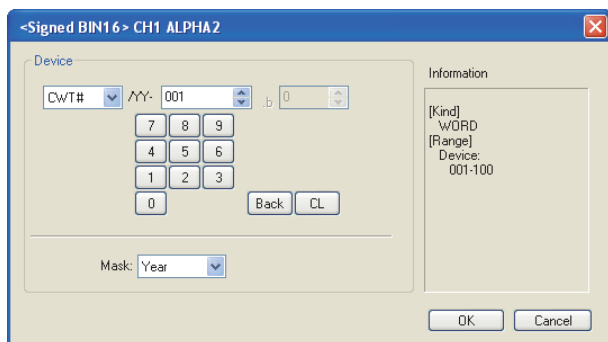 <Signed BIN16> CH1 ALPHA2
Device
CWT# /YY- 001 .b 0
7 8 9
4 5 6
1 2 3
0 Back CL
Mask: Year
Information
[Kind]
WORD
[Range]
Device:
001-100
OK Cancel